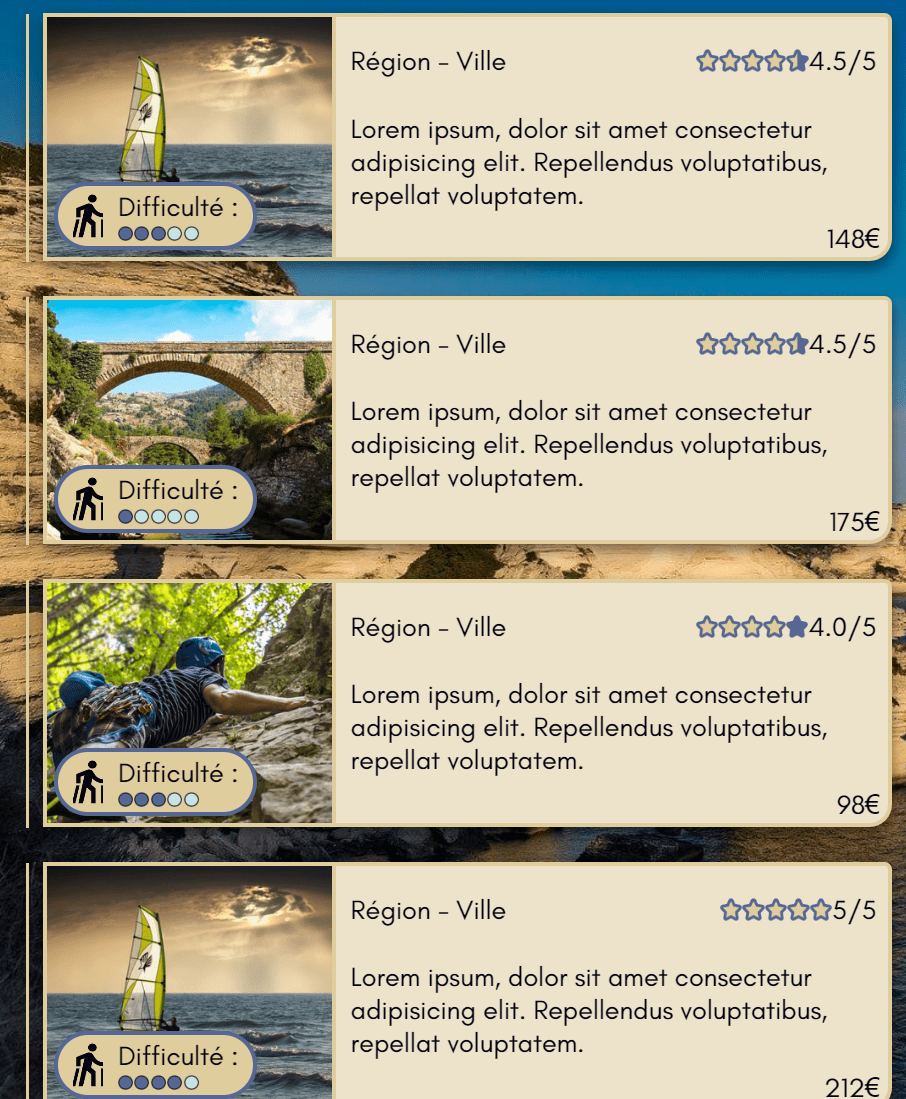 Région - Ville 4.5/5
Lorem ipsum, dolor sit amet consectetur
adipisicing elit. Repellendus voluptatibus,
repellat voluptatem.
Difficulté :
148€
Région - Ville 4.5/5
Lorem ipsum, dolor sit amet consectetur
adipisicing elit. Repellendus voluptatibus,
repellat voluptatem.
Difficulté :
175€
Région - Ville 4.0/5
Lorem ipsum, dolor sit amet consectetur
adipisicing elit. Repellendus voluptatibus,
repellat voluptatem.
Difficulté :
98€
Région - Ville 5/5
Lorem ipsum, dolor sit amet consectetur
adipisicing elit. Repellendus voluptatibus,
repellat voluptatem.
Difficulté :
212€